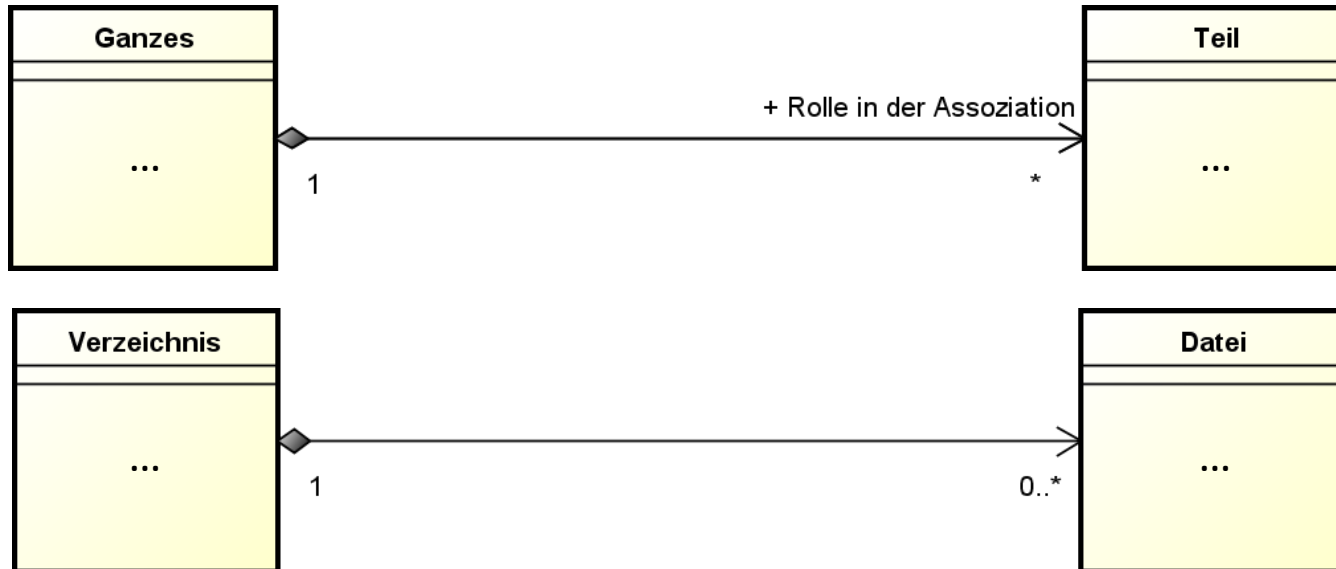 Ganzes
Teil
+ Rolle in der Assoziation
...
...
1
*
Verzeichnis
Datei
...
...
1
0..*